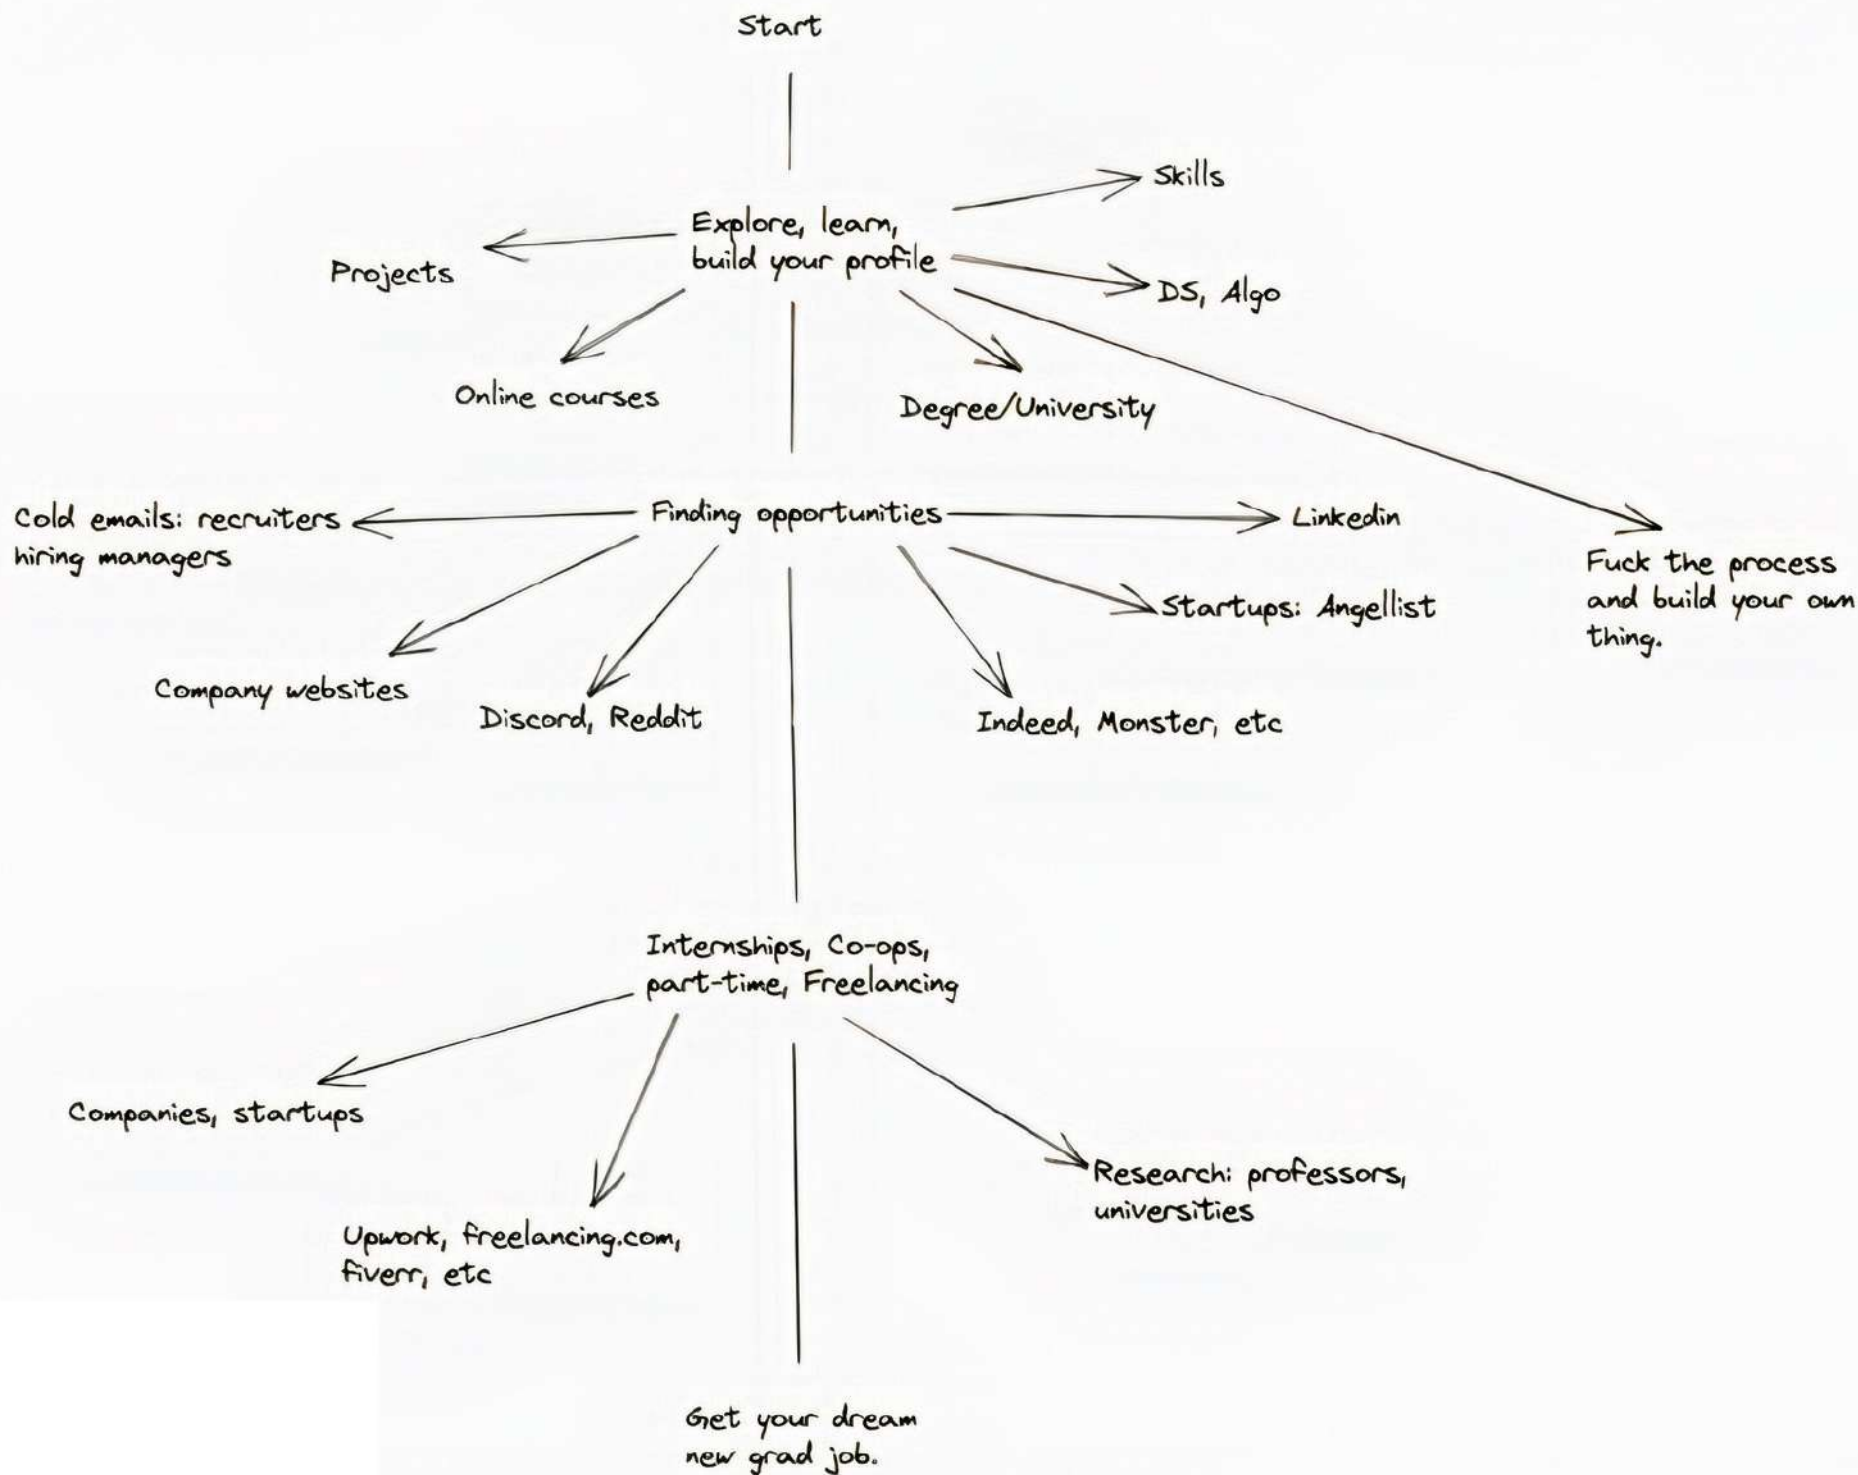 Start
Skills
Explore, learn,
build your profile
Projects
DS, Algo
Online courses
Degree/University
Cold emails: recruiters
hiring managers
Finding opportunities
Linkedin
Fuck the process
and build your own
thing.
Startups: Angellist
Company websites
Discord, Reddit
Indeed, Monster, etc
Internships, Co-ops,
part-time, Freelancing
Companies, startups
Research: professors,
universities
Upwork, freelancing.com,
fiverr, etc
Get your dream
new grad job.